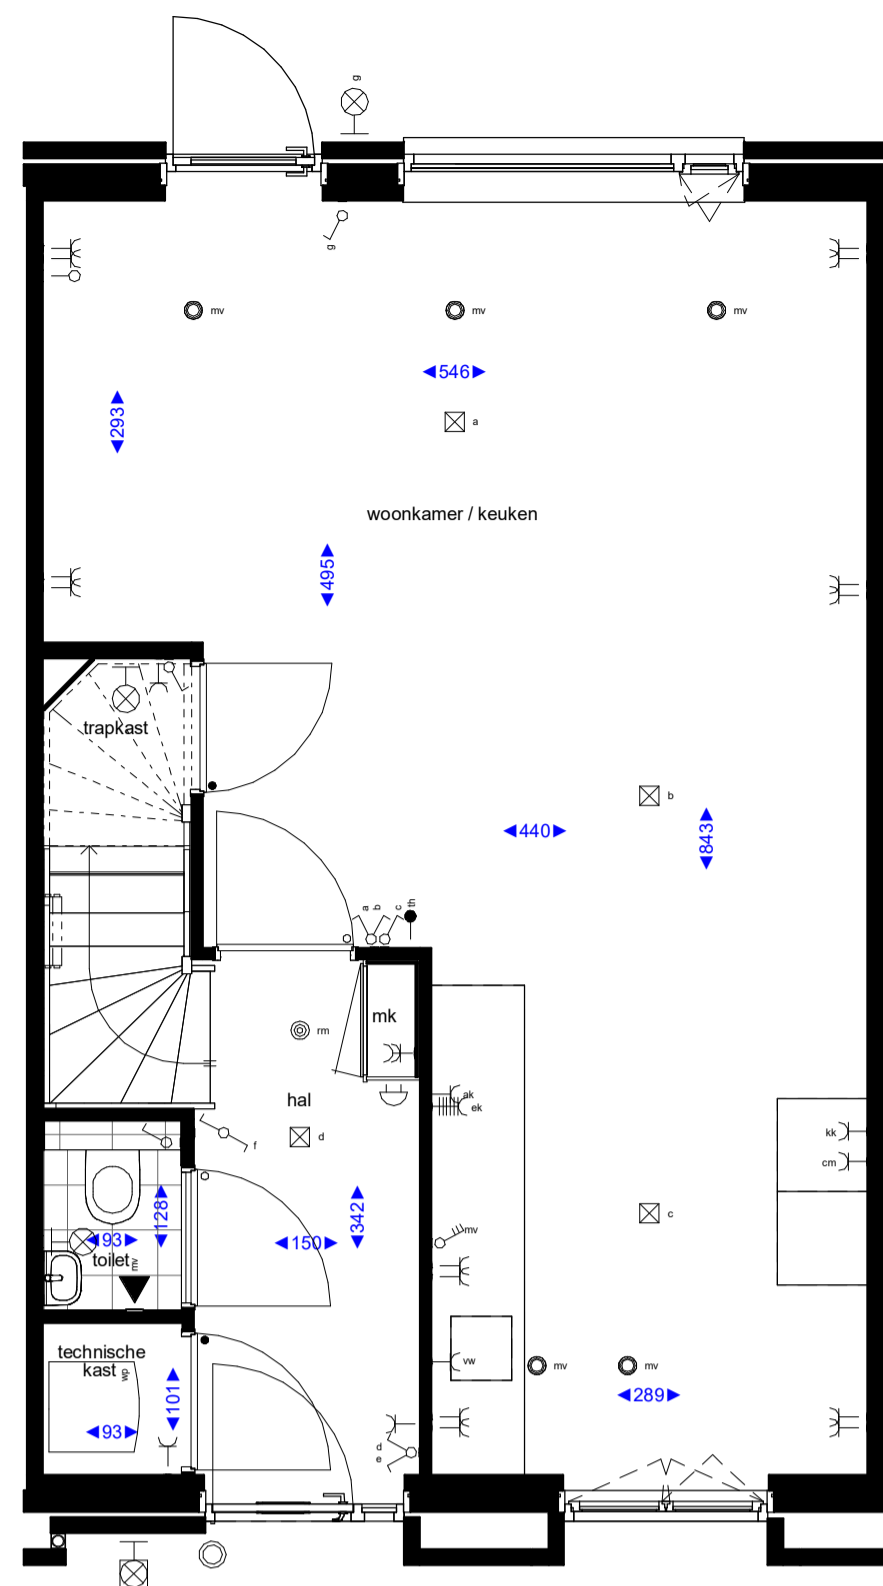 g
g
mv
mv
mv
546
293
a
woonkamer / keuken
495
trapkast
b
440
843
a
b
c
th
mk
rm
hal
ak
ek
f
d
kk
cm
128
93
toilet
mv
150
342
c
mv
technische
kast
wp
vw
mv
mv
101
93
289
d
e